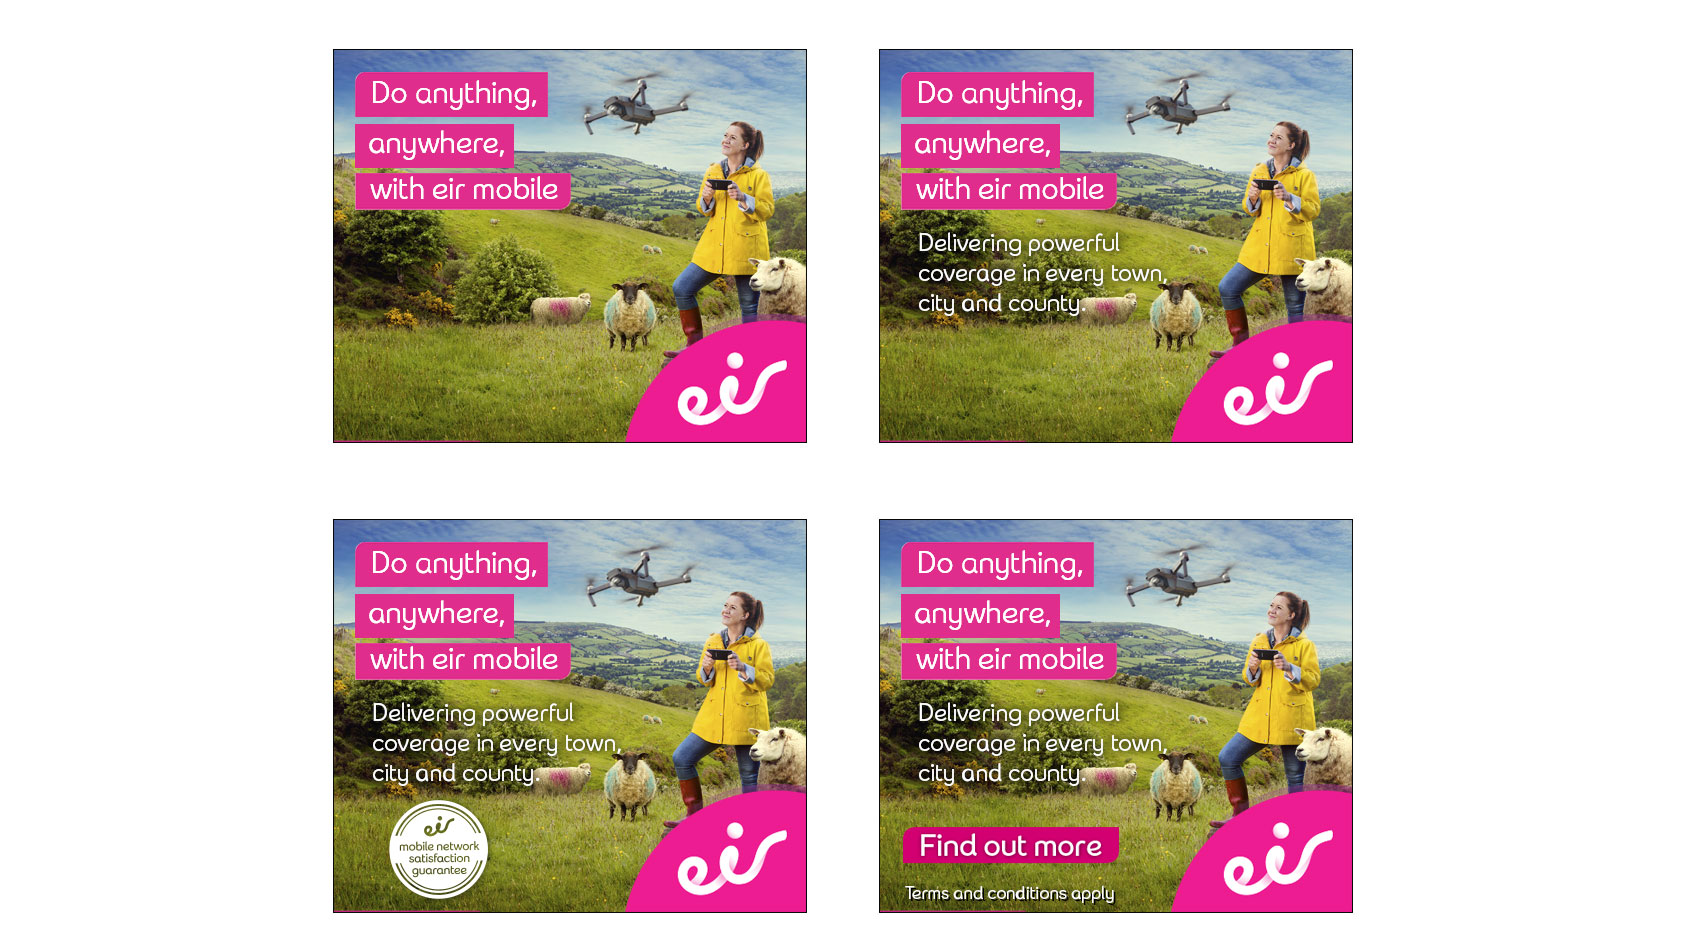 Do anything,
anywhere,
with eir mobile
eir
Do anything,
anywhere,
with eir mobile
Delivering powerful
coverage in every town,
city and county.
eir
Do anything,
anywhere,
with eir mobile
Delivering powerful
coverage in every town,
city and county.
eir
mobile network
satisfaction
guarantee
eir
Do anything,
anywhere,
with eir mobile
Delivering powerful
coverage in every town,
city and county.
Find out more
Terms and conditions apply
eir